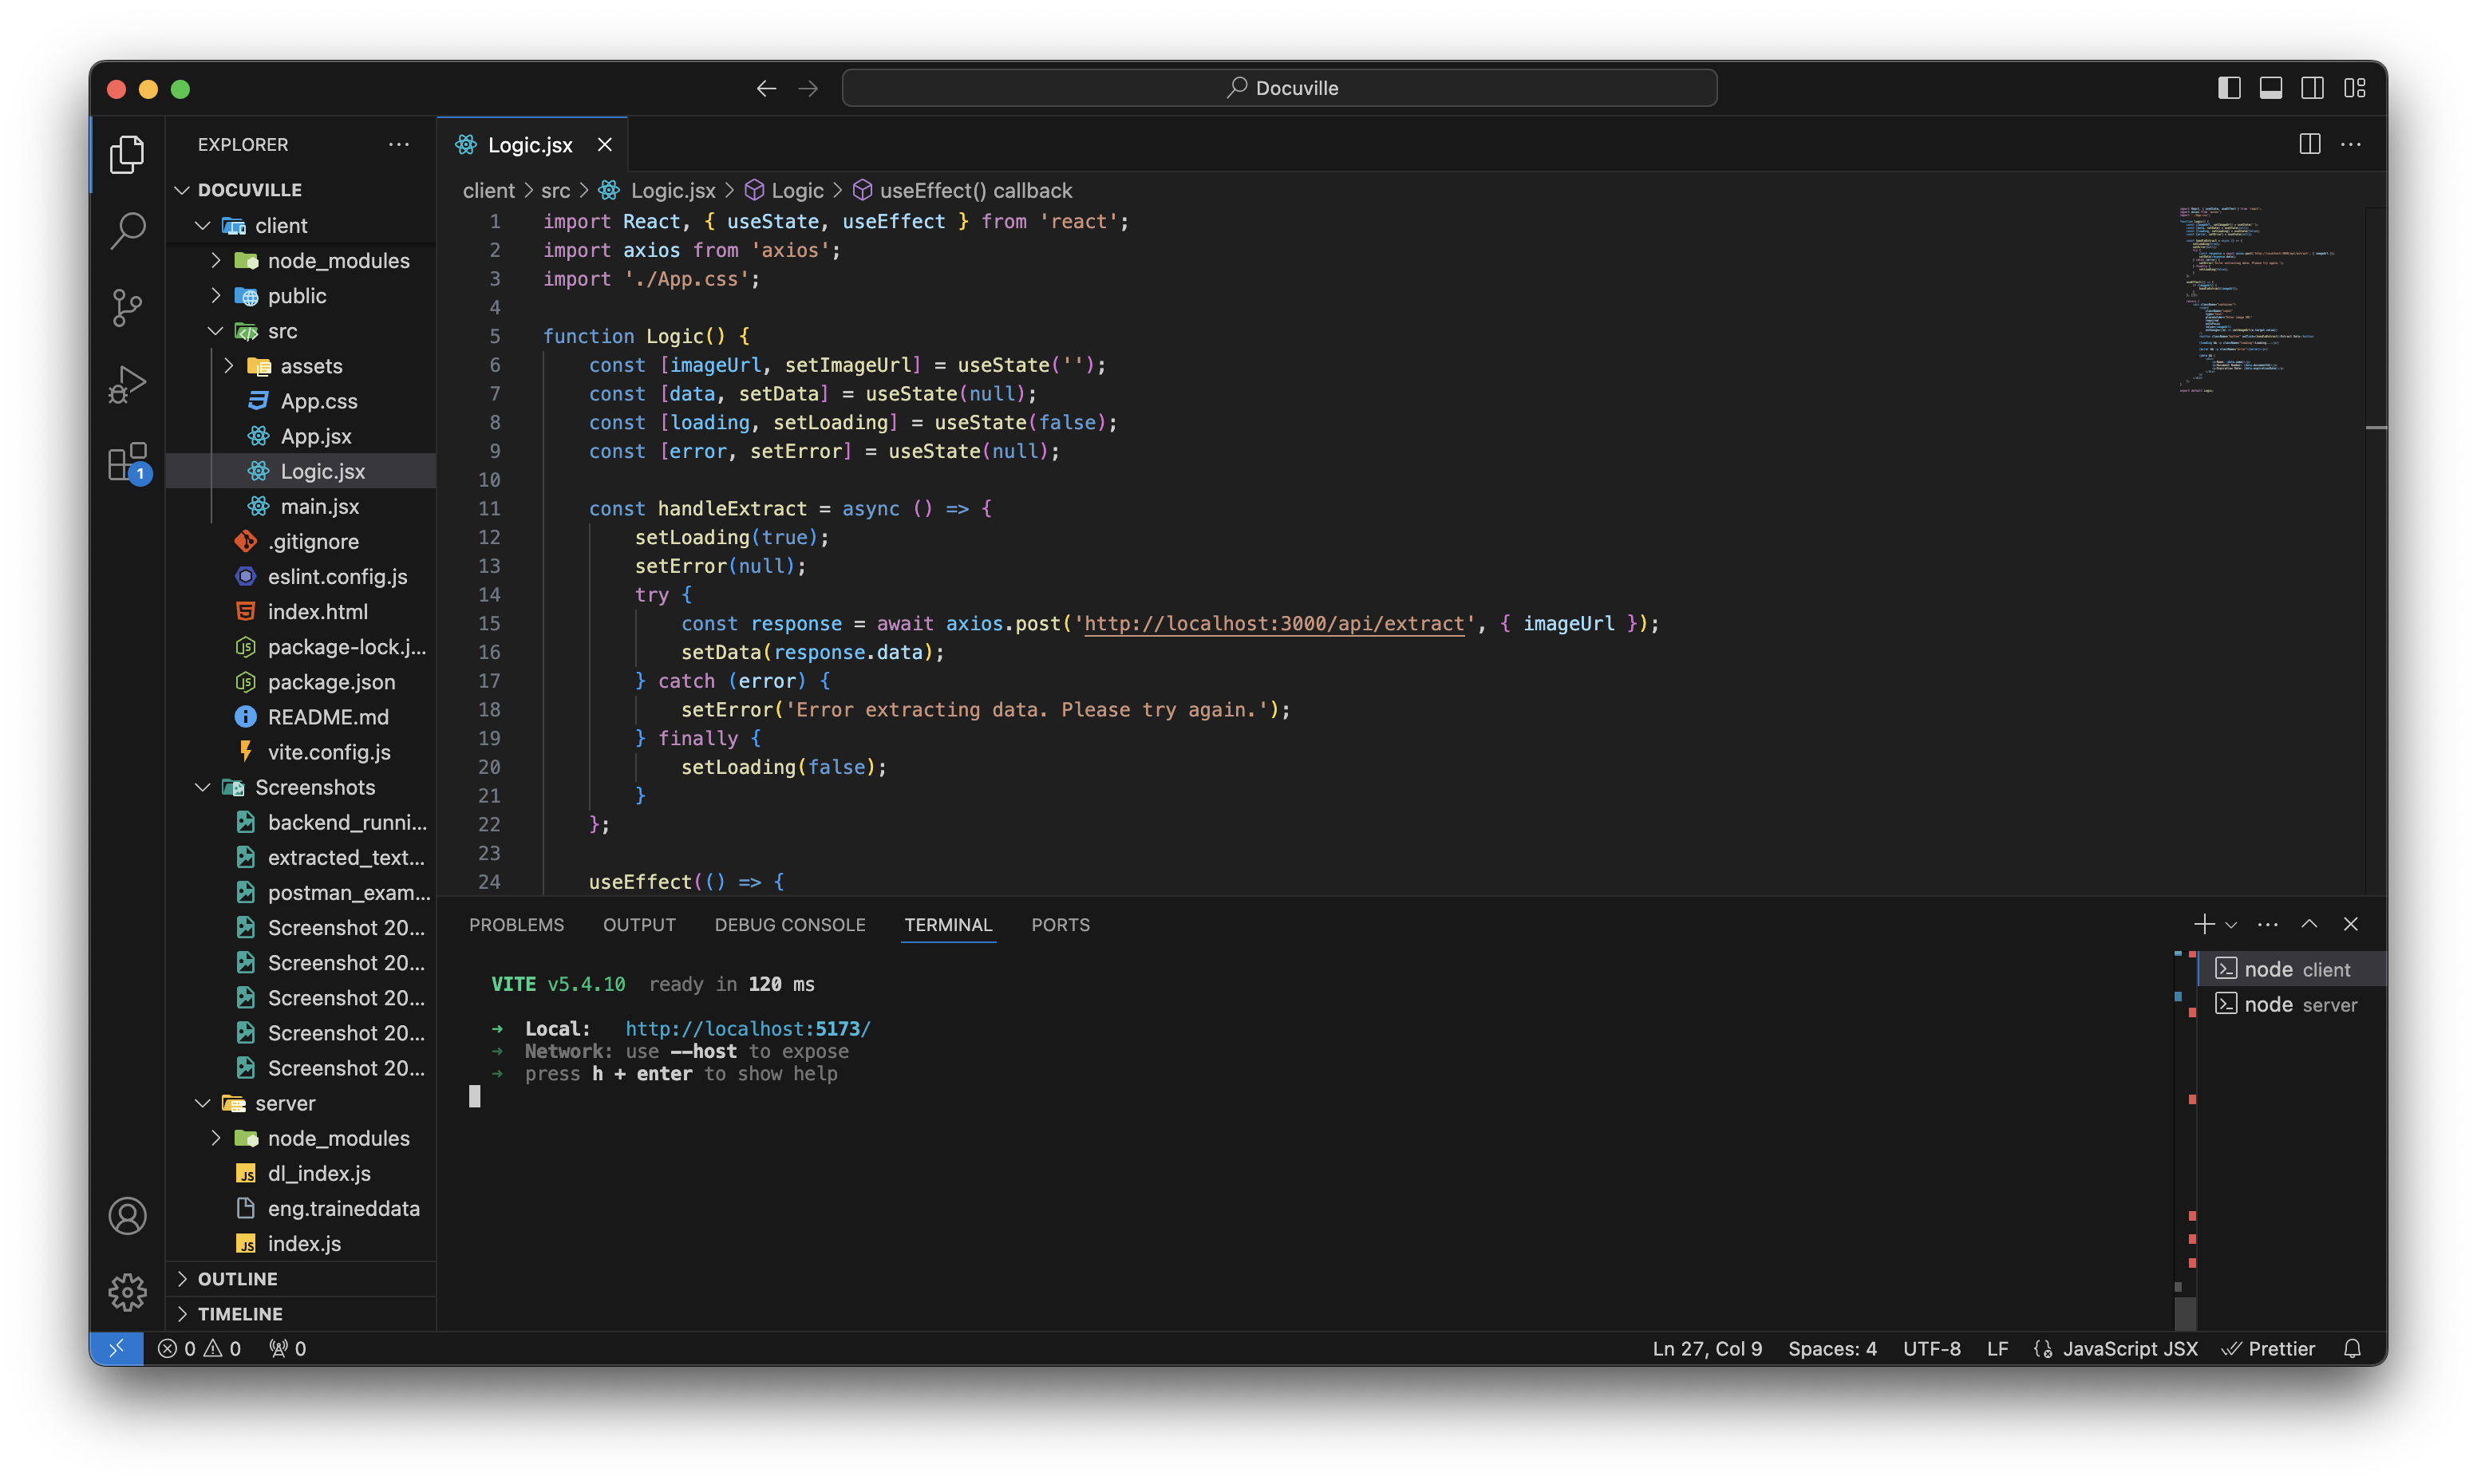 Docuville
EXPLORER
DOCUVILLE
client
node_modules
public
src
assets
App.css
App.jsx
Logic.jsx
main.jsx
.gitignore
eslint.config.js
index.html
package-lock.j...
package.json
README.md
vite.config.js
Screenshots
backend_runni...
extracted_text...
postman_exam...
Screenshot 20...
Screenshot 20...
Screenshot 20...
Screenshot 20...
Screenshot 20...
server
node_modules
dl_index.js
eng.traineddata
index.js
OUTLINE
TIMELINE
1
Logic.jsx
client > src > Logic.jsx > Logic > useEffect() callback
1 import React, { useState, useEffect } from 'react';
2 import axios from 'axios';
3 import './App.css';
4
5 function Logic() {
6 const [imageUrl, setImageUrl] = useState('');
7 const [data, setData] = useState(null);
8 const [loading, setLoading] = useState(false);
9 const [error, setError] = useState(null);
10
11 const handleExtract = async () => {
12 setLoading(true);
13 setError(null);
14 try {
15 const response = await axios.post('http://localhost:3000/api/extract', { imageUrl });
16 setData(response.data);
17 } catch (error) {
18 setError('Error extracting data. Please try again.');
19 } finally {
20 setLoading(false);
21 }
22 };
23
24 useEffect(() => {
PROBLEMS OUTPUT DEBUG CONSOLE TERMINAL PORTS
VITE v5.4.10 ready in 120 ms
➜ Local: http://localhost:5173/
➜ Network: use --host to expose
➜ press h + enter to show help
node client
node server
0 0 0
Ln 27, Col 9 Spaces: 4 UTF-8 LF JavaScript JSX Prettier